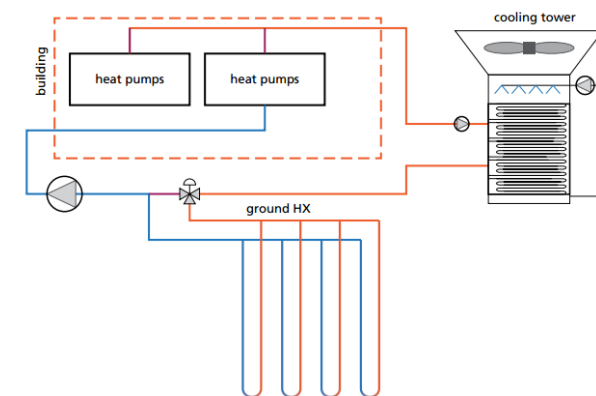 cooling tower
building
heat pumps
heat pumps
ground HX